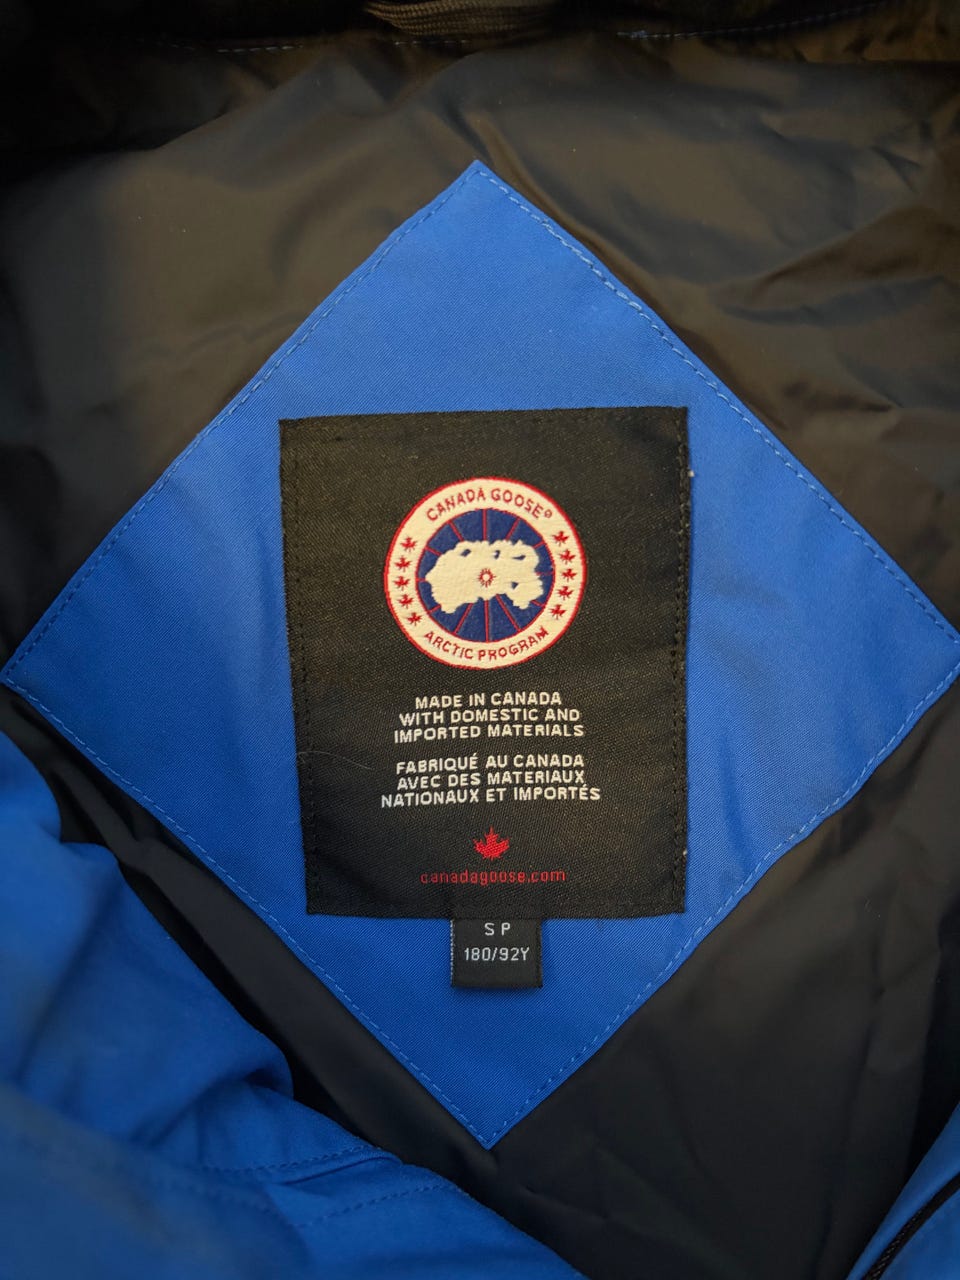 CANADA GOOSE®
ARCTIC PROGRAM
MADE IN CANADA
WITH DOMESTIC AND
IMPORTED MATERIALS
FABRIQUÉ AU CANADA
AVEC DES MATERIAUX
NATIONAUX ET IMPORTÉS
canadagoose.com
S P
180/92Y